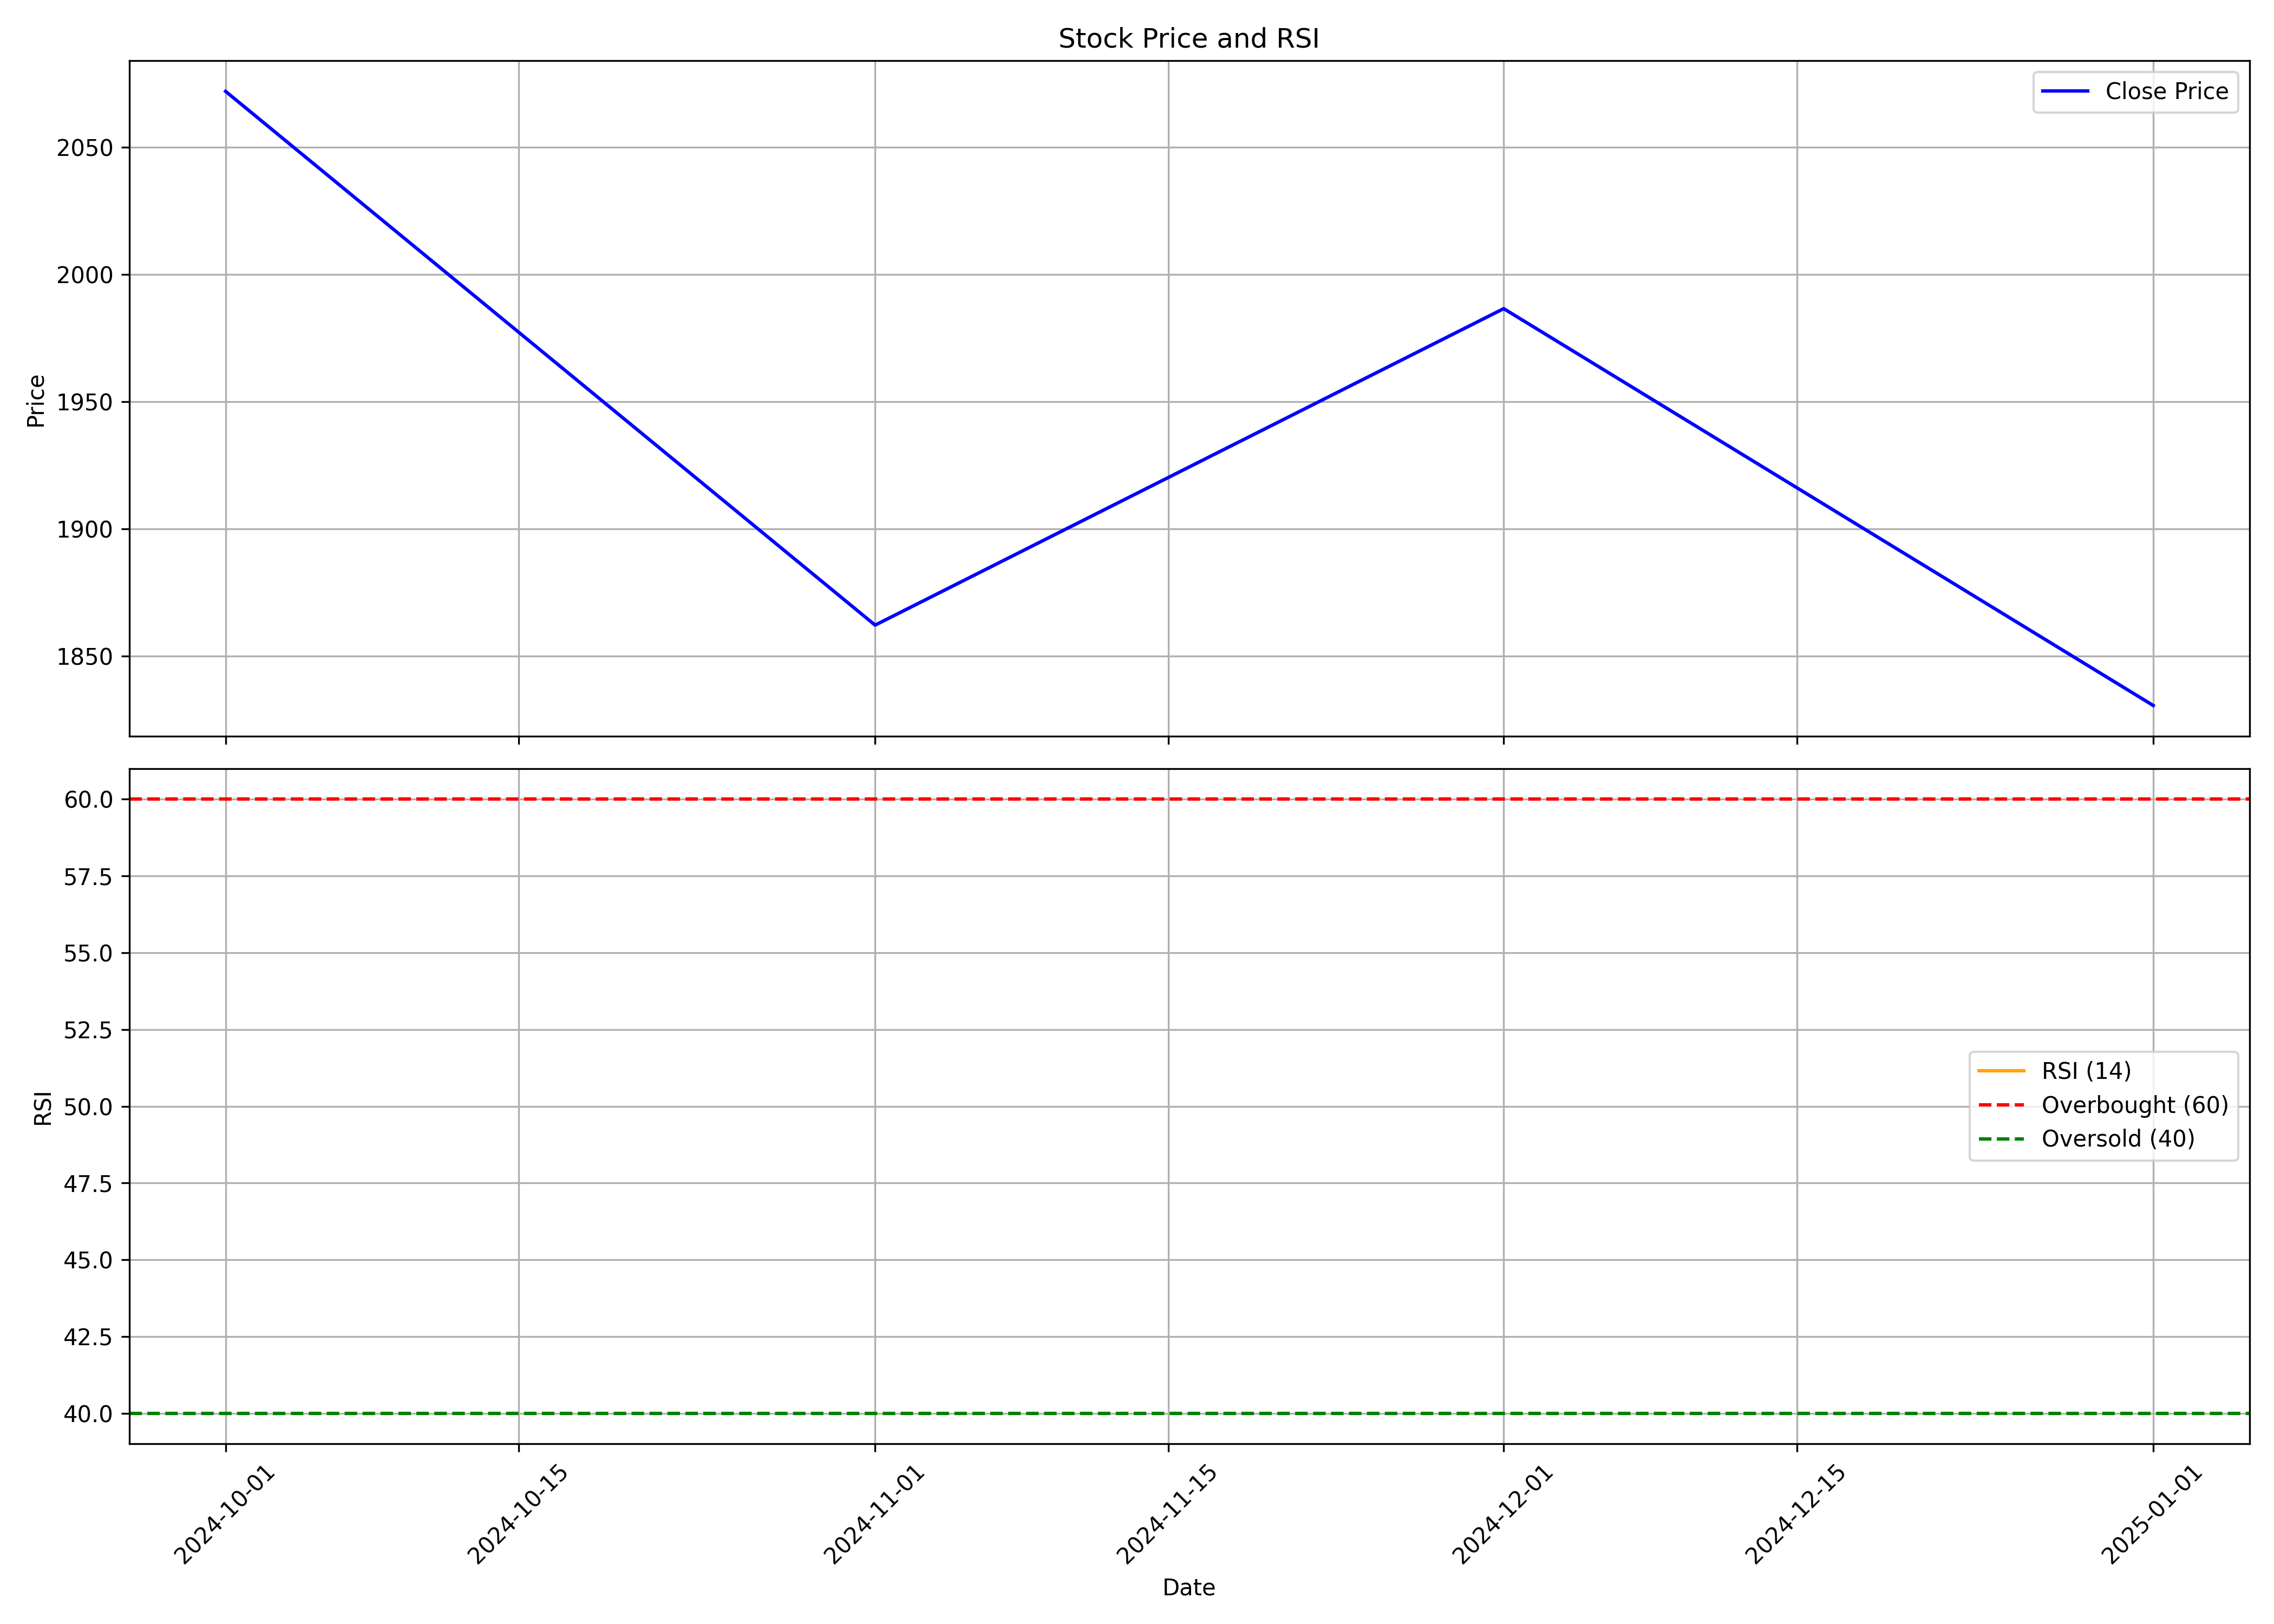 Stock Price and RSI
Close Price
Price
2050
2000
1950
1900
1850
60.0
57.5
55.0
52.5
50.0
47.5
45.0
42.5
40.0
RSI
RSI (14)
Overbought (60)
Oversold (40)
2024-10-01
2024-10-15
2024-11-01
2024-11-15
2024-12-01
2024-12-15
2025-01-01
Date